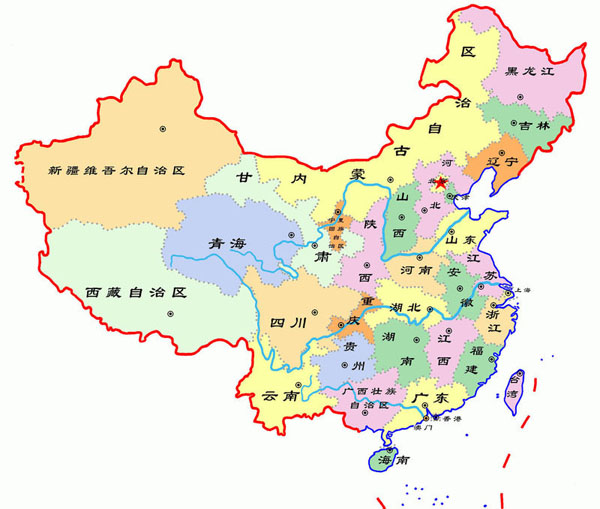 黑龙江
内蒙古自治区
吉林
辽宁
新疆维吾尔自治区
甘肃
河北
北京
天津
山西
宁夏
回族
自治区
陕西
山东
青海
河南
江苏
安徽
上海
西藏自治区
四川
重庆
湖北
浙江
湖南
江西
贵州
福建
云南
广西壮族
自治区
广东
香港
澳门
台湾
海南